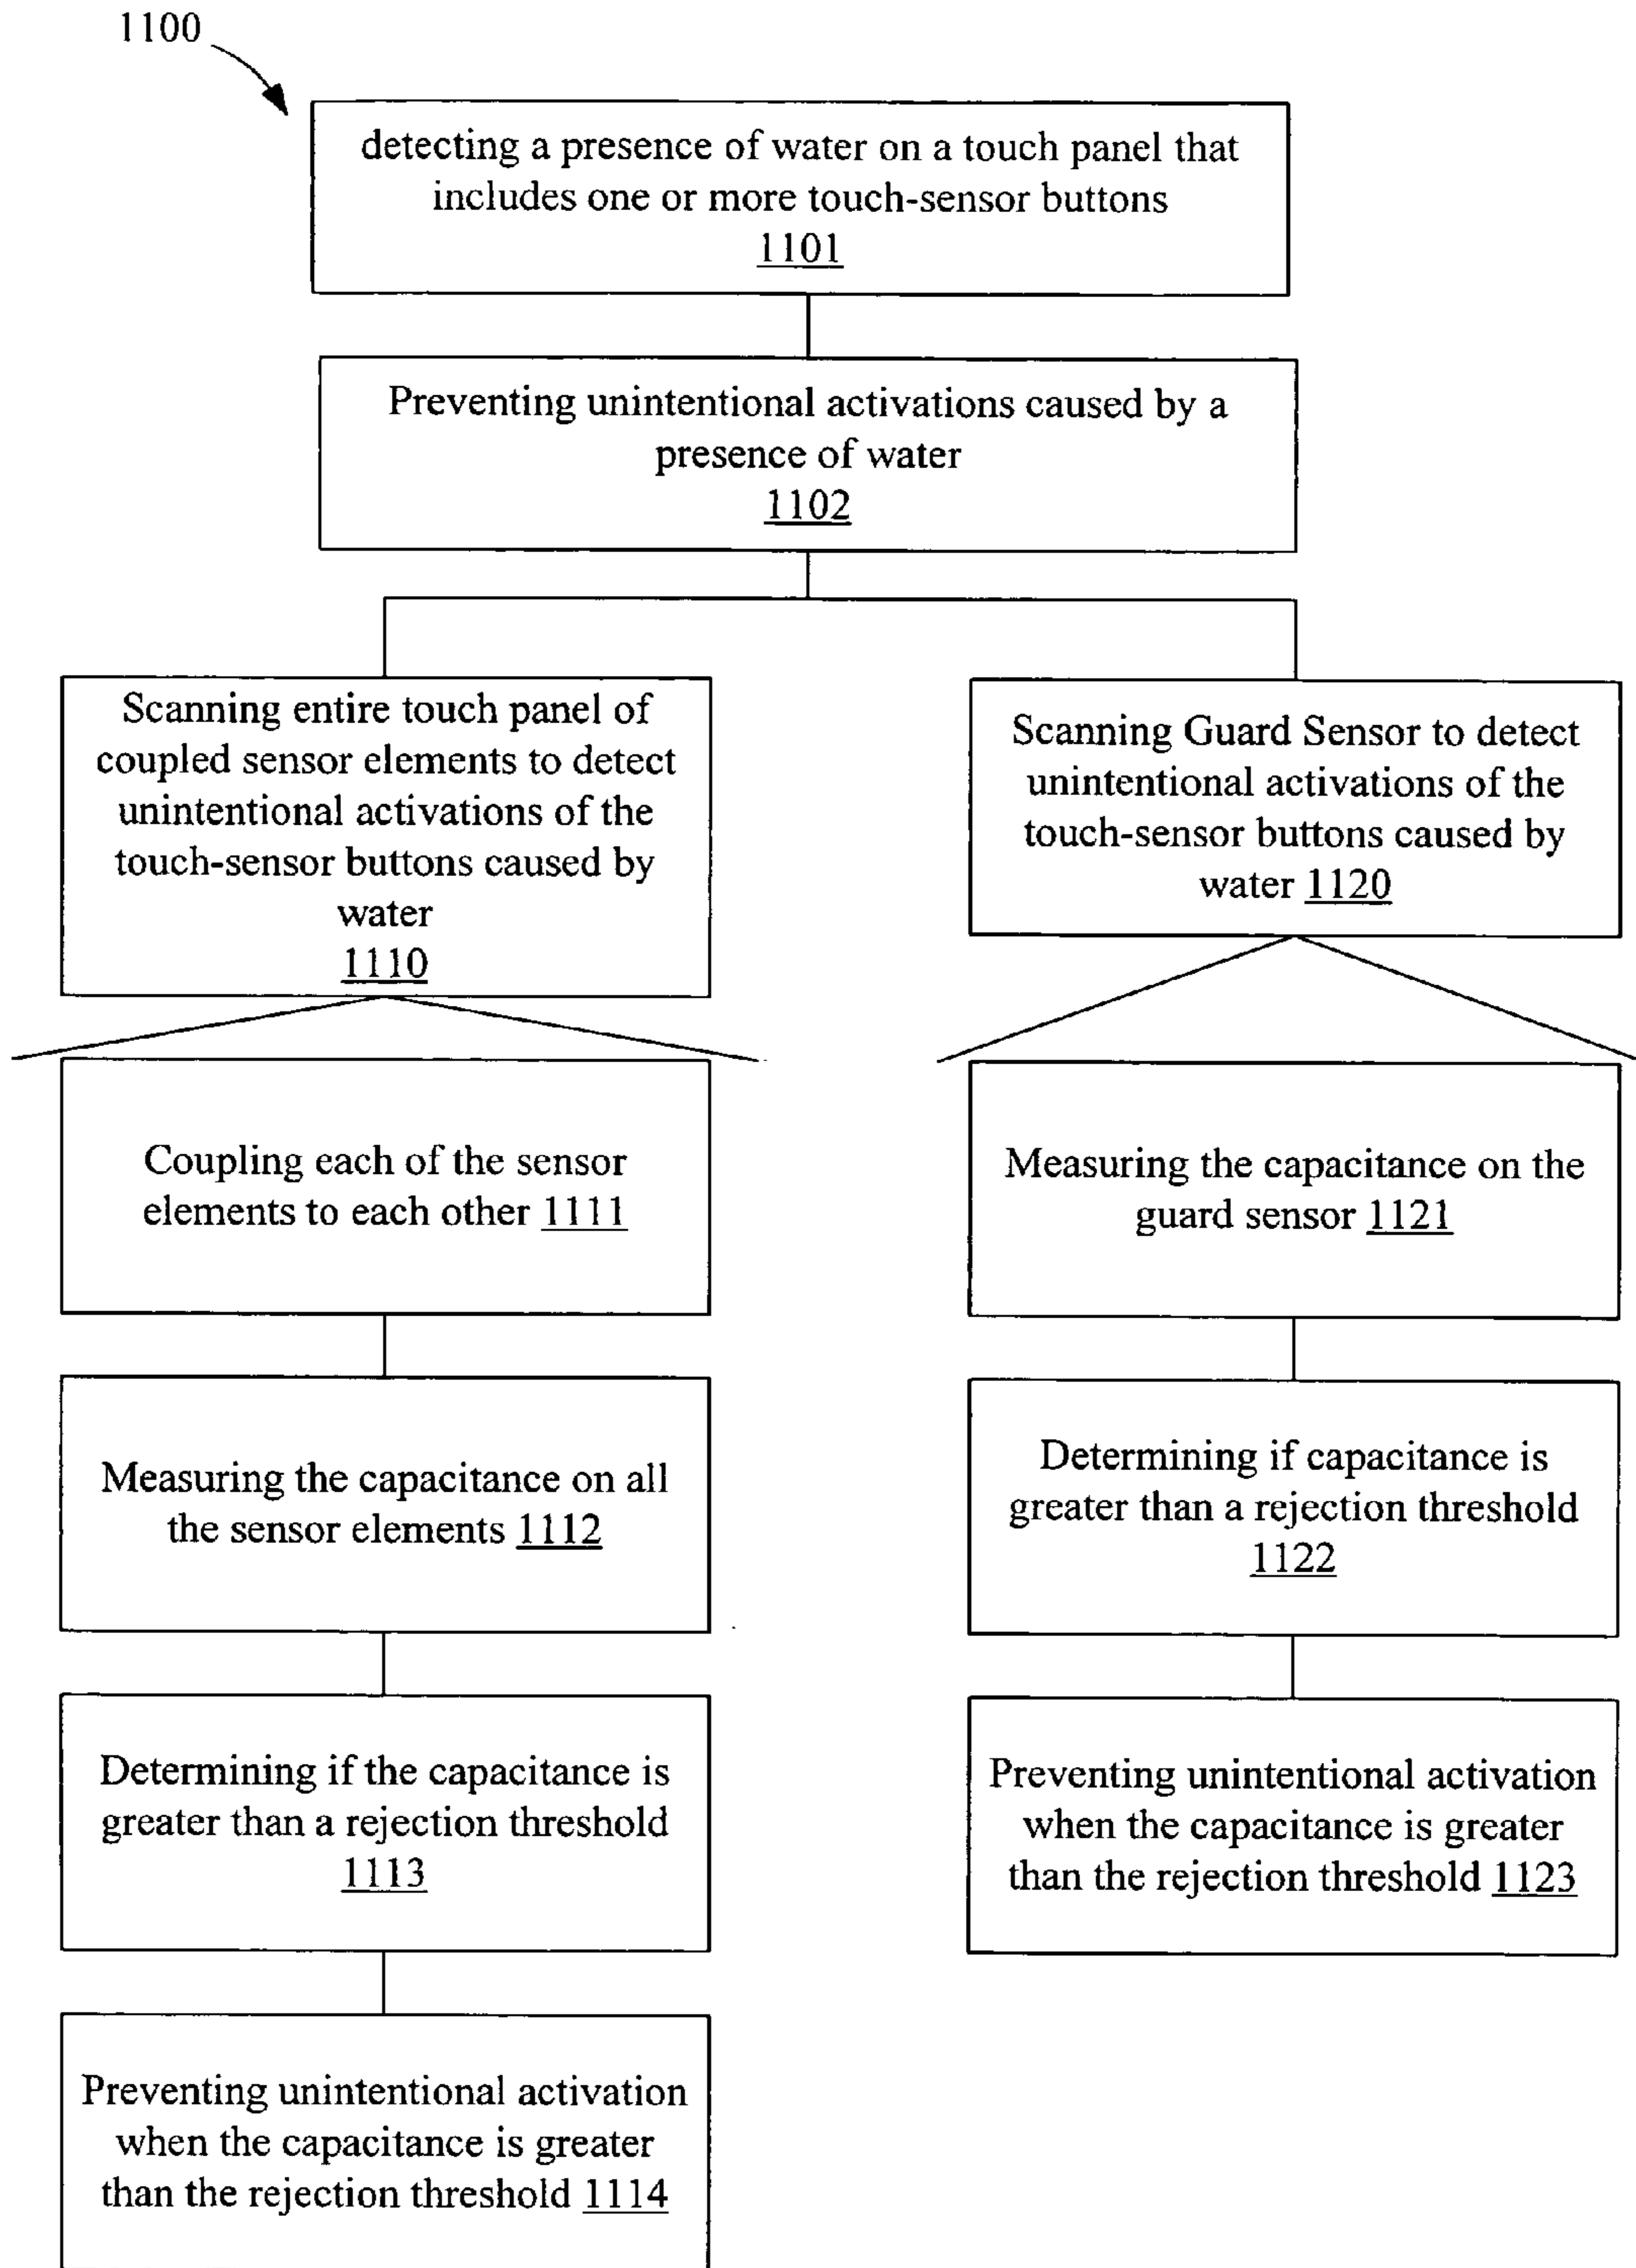 1100
detecting a presence of water on a touch panel that
includes one or more touch-sensor buttons
1101
Preventing unintentional activations caused by a
presence of water
1102
Scanning entire touch panel of
coupled sensor elements to detect
unintentional activations of the
touch-sensor buttons caused by
water
1110
Coupling each of the sensor
elements to each other 1111
Measuring the capacitance on all
the sensor elements 1112
Determining if the capacitance is
greater than a rejection threshold
1113
Preventing unintentional activation
when the capacitance is greater
than the rejection threshold 1114
Scanning Guard Sensor to detect
unintentional activations of the
touch-sensor buttons caused by
water 1120
Measuring the capacitance on the
guard sensor 1121
Determining if capacitance is
greater than a rejection threshold
1122
Preventing unintentional activation
when the capacitance is greater
than the rejection threshold 1123